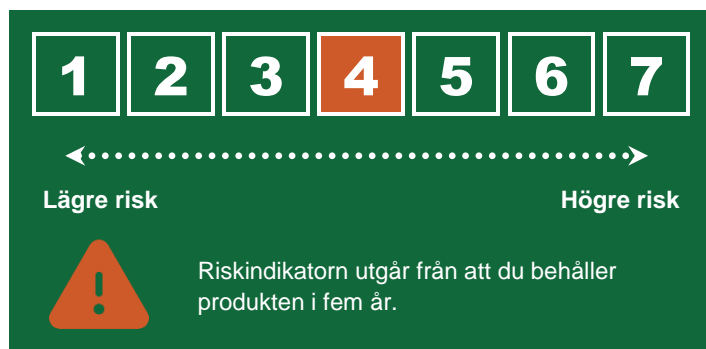 1 2 3 4 5 6 7
Lägre risk Högre risk
Riskindikatorn utgår från att du behåller
produkten i fem år.